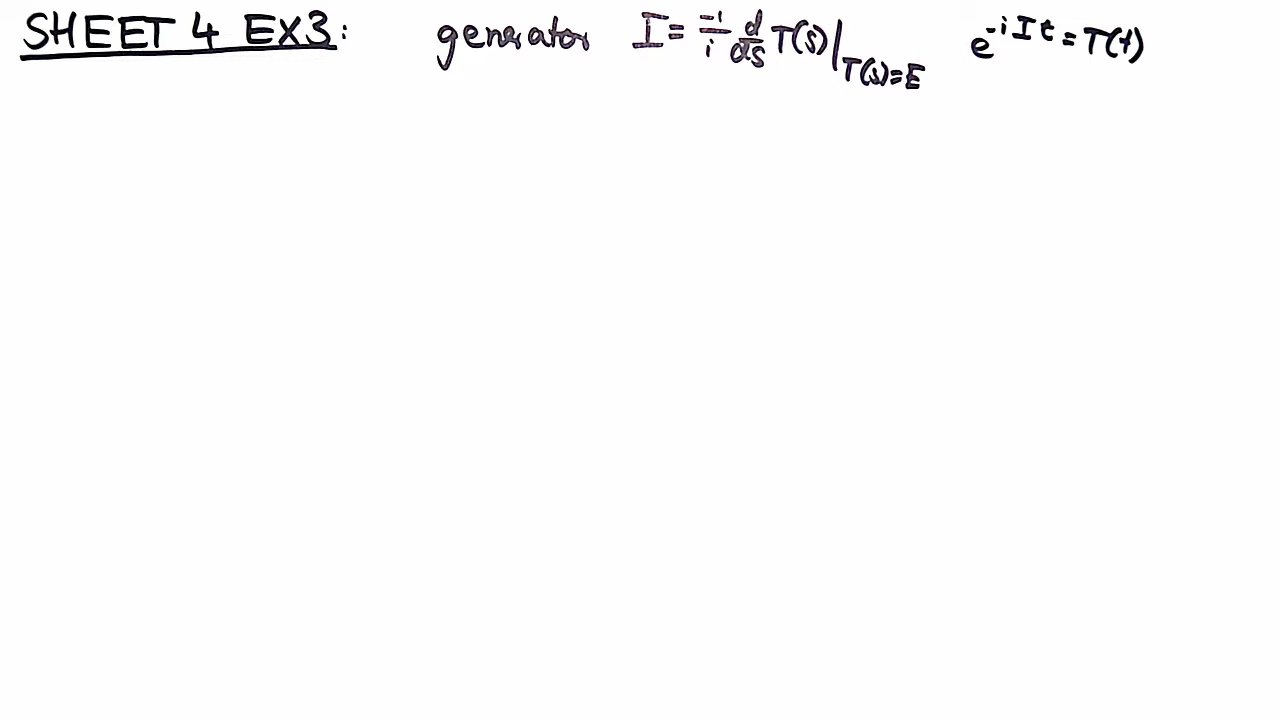 SHEET 4 EX3: generator I = -1/i d/ds T(s)|_{T(s)=E} e^{-iIt} = T(t)